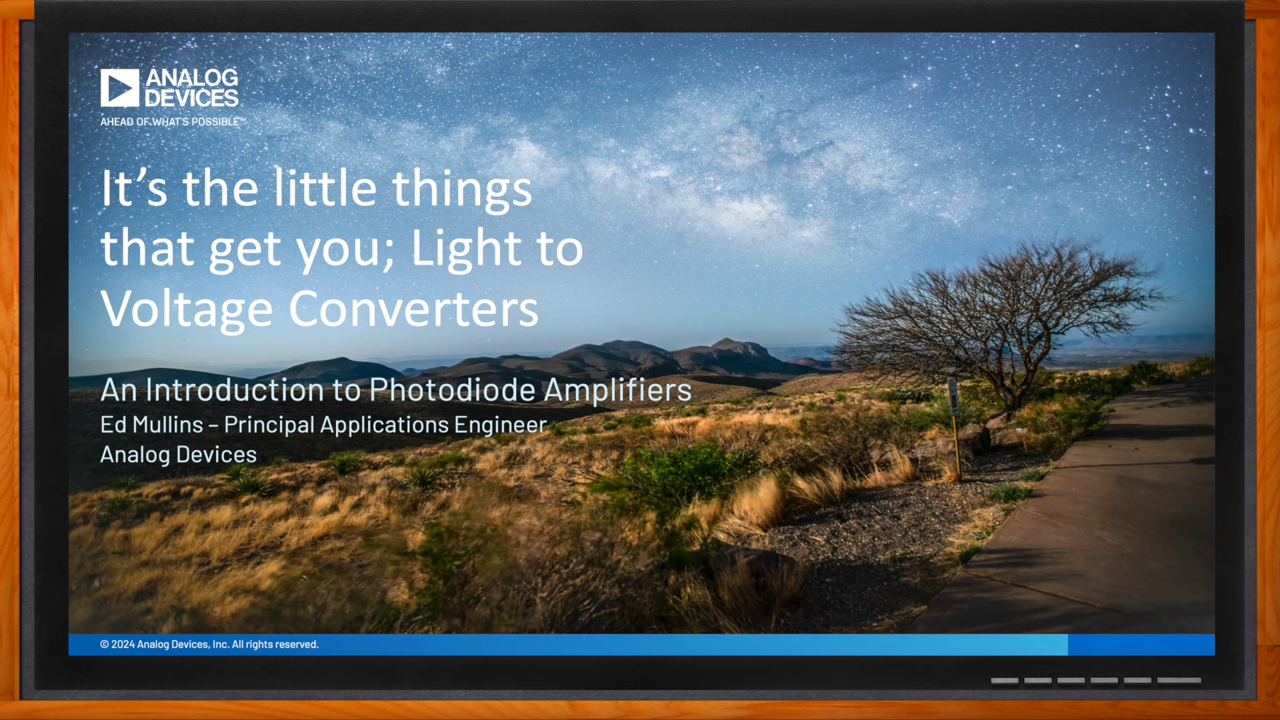 ANALOG
DEVICES
AHEAD OF WHAT'S POSSIBLE™
It's the little things
that get you; Light to
Voltage Converters
An Introduction to Photodiode Amplifiers
Ed Mullins – Principal Applications Engineer
Analog Devices
© 2024 Analog Devices, Inc. All rights reserved.